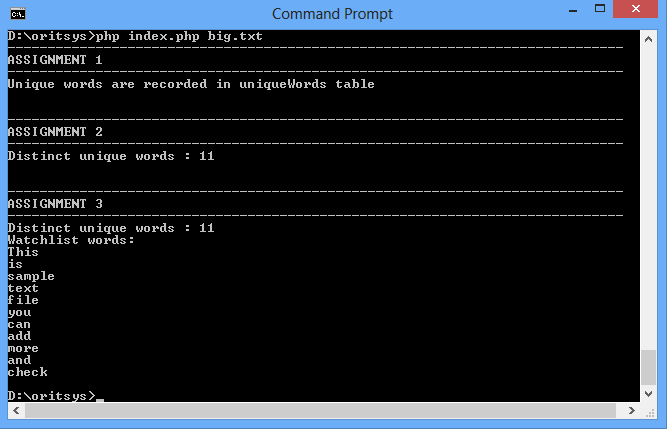 Command Prompt
D:\oritsys>php index.php big.txt
ASSIGNMENT 1
Unique words are recorded in uniqueWords table
ASSIGNMENT 2
Distinct unique words : 11
ASSIGNMENT 3
Distinct unique words : 11
Watchlist words:
This
is
sample
text
file
you
can
add
more
and
check
D:\oritsys>_